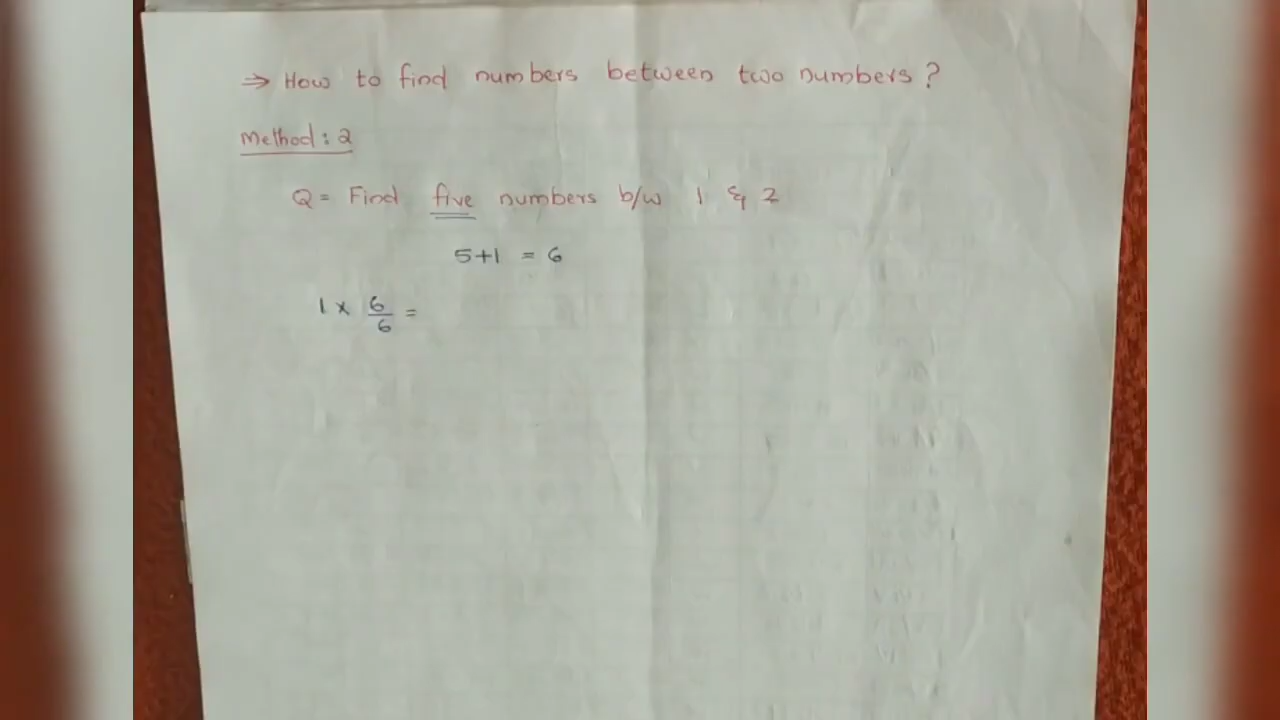 ⇒ How to find numbers between two numbers?
Method: 2
Q = Find five numbers b/w 1 & 2
5+1 = 6
1 × 6/6 =